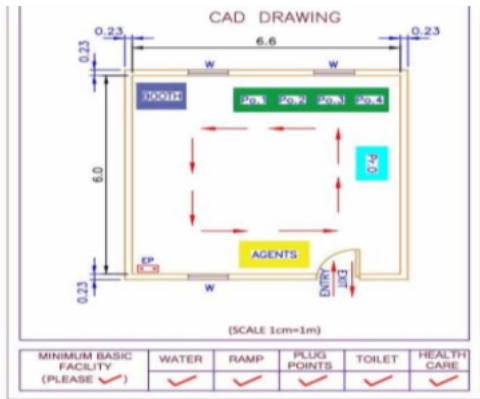 CAD DRAWING
0.23
6.6
0.23
0.23
W
W
BOOTH
Po.1 Po.2 Po.3 Po.4
Pr.O
6.0
EP
AGENTS
ENTRY
EXIT
0.23
W
(SCALE 1cm=1m)
MINIMUM BASIC FACILITY (PLEASE ✓)
WATER
RAMP
PLUG POINTS
TOILET
HEALTH CARE
✓ ✓ ✓ ✓ ✓